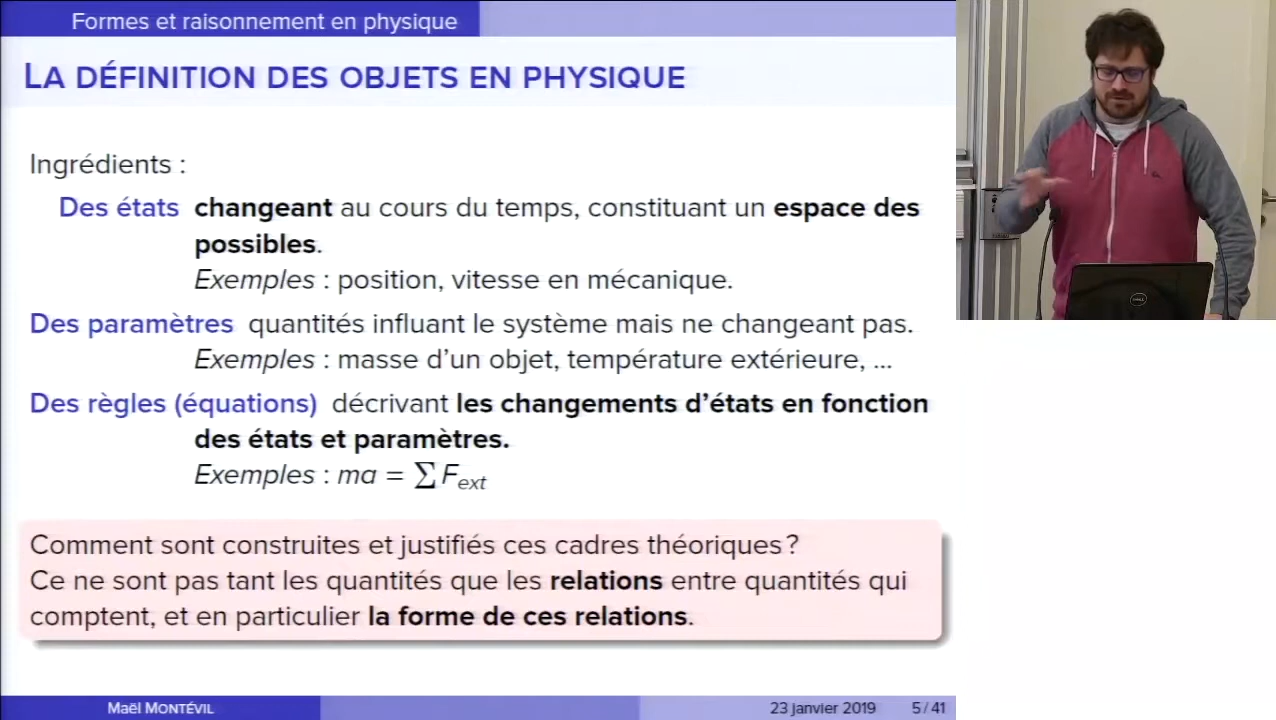 Formes et raisonnement en physique
LA DÉFINITION DES OBJETS EN PHYSIQUE
Ingrédients :
Des états changeant au cours du temps, constituant un espace des
possibles.
Exemples : position, vitesse en mécanique.
Des paramètres quantités influant le système mais ne changeant pas.
Exemples : masse d'un objet, température extérieure, ...
Des règles (équations) décrivant les changements d'états en fonction
des états et paramètres.
Exemples : ma = ∑ F_ext
Comment sont construites et justifiés ces cadres théoriques ?
Ce ne sont pas tant les quantités que les relations entre quantités qui
comptent, et en particulier la forme de ces relations.
Maël MONTÉVIL
23 janvier 2019
5 / 41
DELL